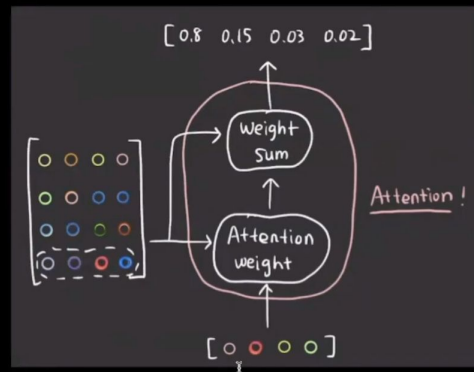 [ 0.8 0.15 0.03 0.02 ]
Weight
Sum
Attention !
Attention
weight